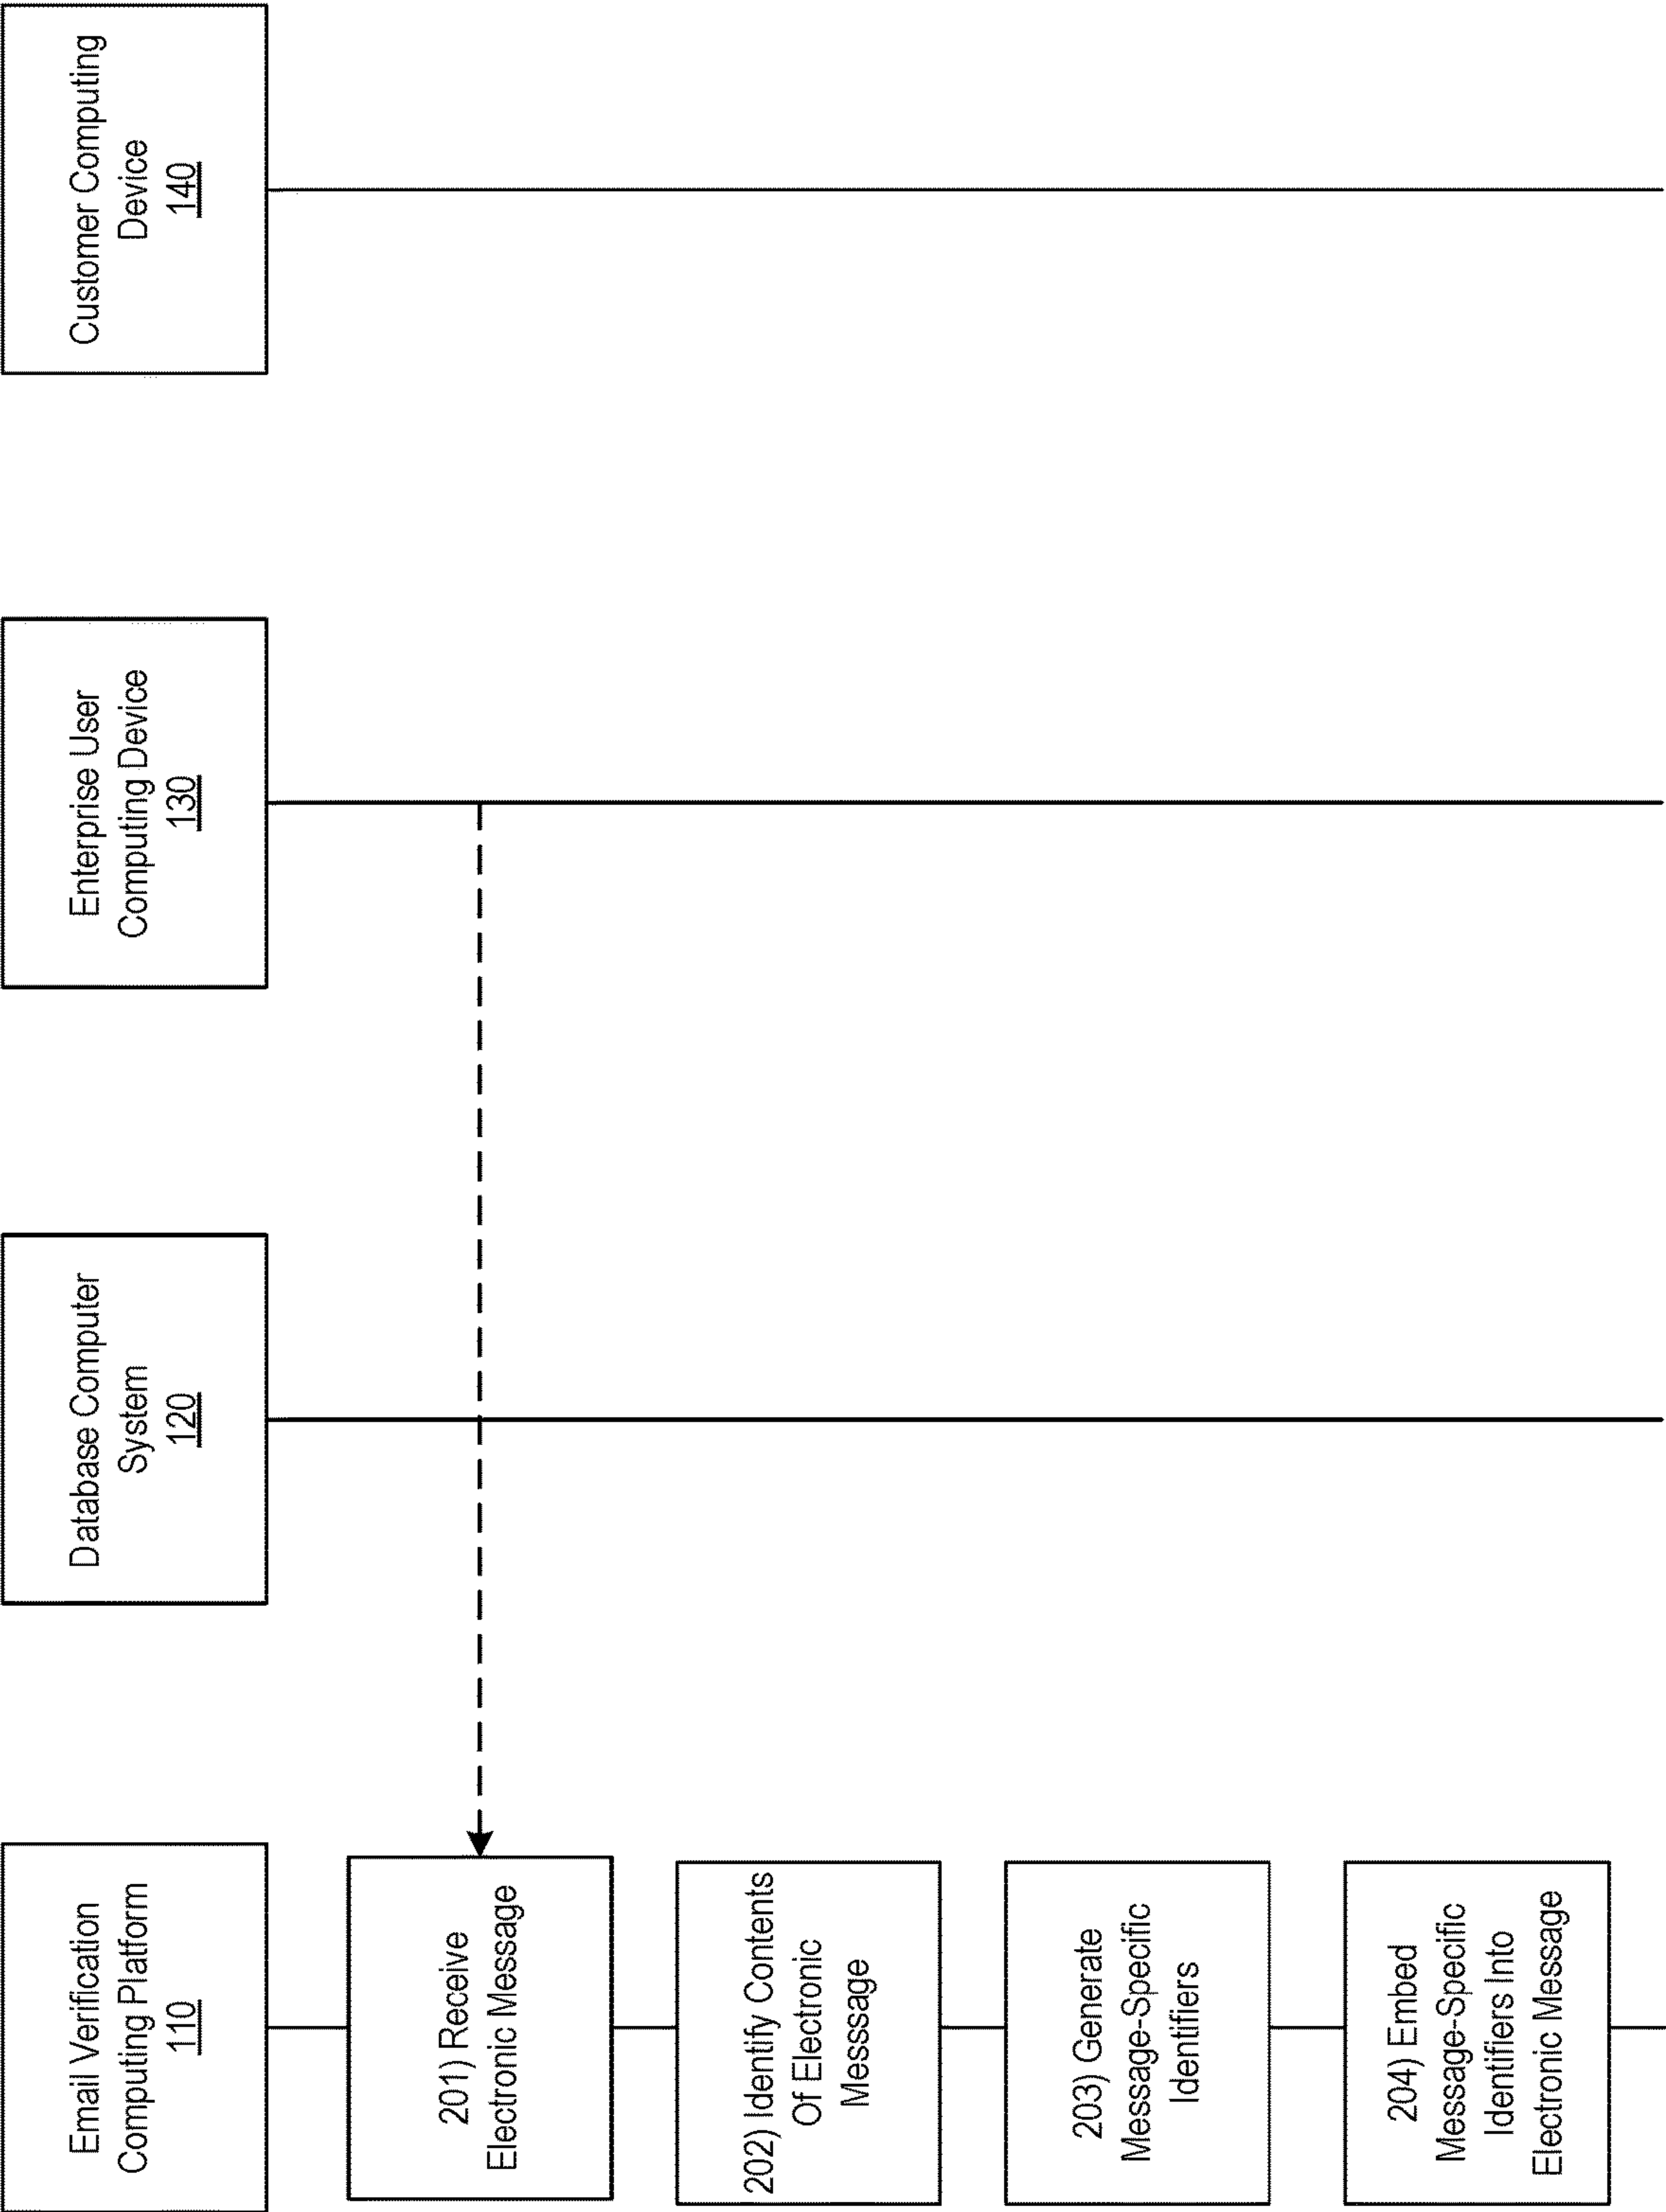 Email Verification
Computing Platform
110
Database Computer
System
120
Enterprise User
Computing Device
130
Customer Computing
Device
140
201) Receive
Electronic Message
202) Identify Contents
Of Electronic
Messsage
203) Generate
Message-Specific
Identifiers
204) Embed
Message-Specific
Identifiers Into
Electronic Message